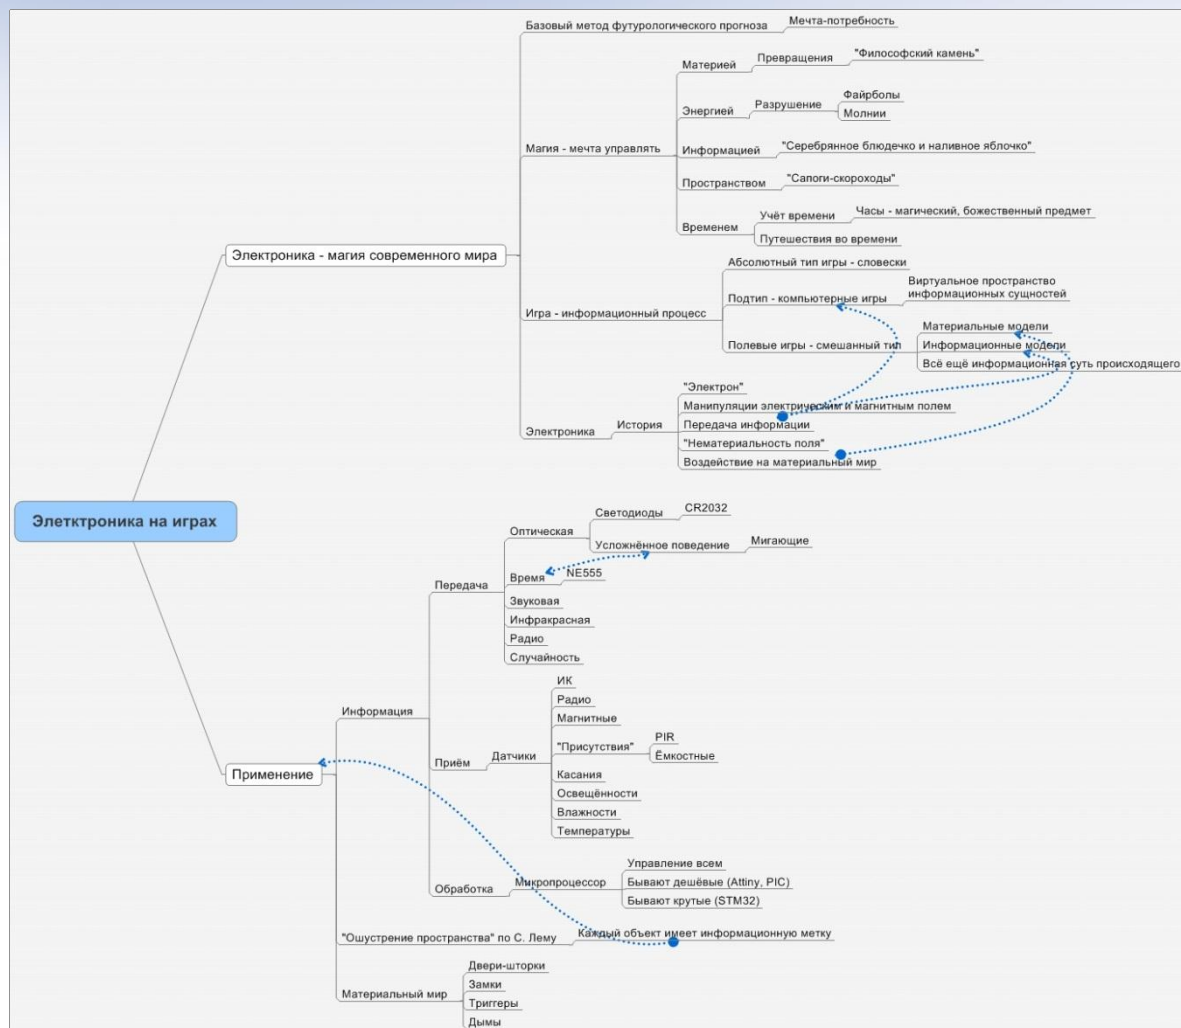 Базовый метод футурологического прогноза
Мечта-потребность
Материей
Превращения
"Философский камень"
Энергией
Разрушение
Файрболы
Молнии
Магия - мечта управлять
Информацией
"Серебрянное блюдечко и наливное яблочко"
Пространством
"Сапоги-скороходы"
Временем
Учёт времени
Часы - магический, божественный предмет
Путешествия во времени
Электроника - магия современного мира
Абсолютный тип игры - словески
Игра - информационный процесс
Подтип - компьютерные игры
Виртуальное пространство
информационных сущностей
Полевые игры - смешанный тип
Материальные модели
Информационные модели
Всё ещё информационная суть происходящего
Электроника
История
"Электрон"
Манипуляции электрическим и магнитным полем
Передача информации
"Нематериальность поля"
Воздействие на материальный мир
Элетктроника на играх
Оптическая
Светодиоды
CR2032
Усложнённое поведение
Мигающие
Передача
Время
NE555
Звуковая
Инфракрасная
Радио
Случайность
Информация
Приём
Датчики
ИК
Радио
Магнитные
"Присутствия"
PIR
Ёмкостные
Касания
Освещённости
Влажности
Температуры
Применение
Обработка
Микропроцессор
Управление всем
Бывают дешёвые (Attiny, PIC)
Бывают крутые (STM32)
"Ошустрение пространства" по С. Лему
Каждый объект имеет информационную метку
Материальный мир
Двери-шторки
Замки
Триггеры
Дымы